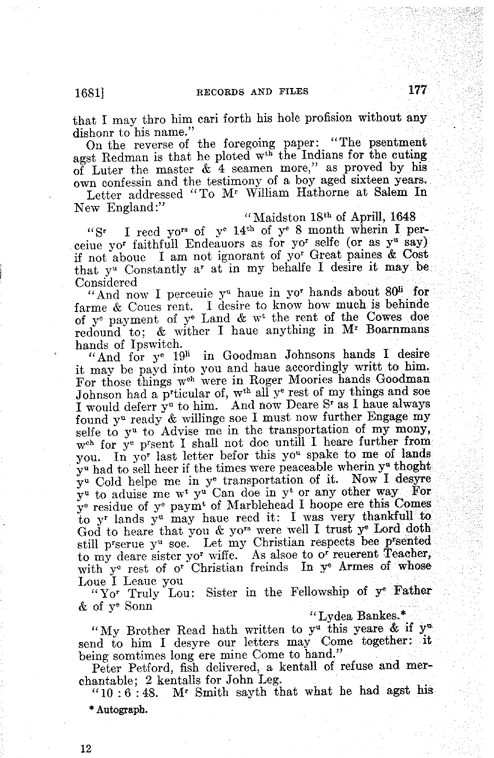 1681] RECORDS AND FILES 177
that I may thro him cari forth his hole profision without any
dishonr to his name."
On the reverse of the foregoing paper: "The psentment
agst Redman is that he ploted wth the Indians for the cuting
of Luter the master & 4 seamen more," as proved by his
own confessin and the testimony of a boy aged sixteen years.
Letter addressed "To Mr William Hathorne at Salem In
New England:"
"Maidston 18th of Aprill, 1648
"Sr I recd yors of ye 14th of ye 8 month wherin I per-
ceiue yor faithfull Endeauors as for yor selfe (or as yu say)
if not aboue I am not ignorant of yor Great paines & Cost
that yu Constantly ar at in my behalfe I desire it may be
Considered
"And now I perceuie yu haue in yor hands about 80li for
farme & Coues rent. I desire to know how much is behinde
of ye payment of ye Land & wt the rent of the Cowes doe
redound to; & wither I haue anything in Mr Boarnmans
hands of Ipswitch.
"And for ye 19li in Goodman Johnsons hands I desire
it may be payd into you and haue accordingly writt to him.
For those things wch were in Roger Moories hands Goodman
Johnson had a prticular of, wth all ye rest of my things and soe
I would deferr yu to him. And now Deare Sr as I haue always
found yu ready & willinge soe I must now further Engage my
selfe to yu to Advise me in the transportation of my mony,
wch for ye prsent I shall not doe untill I heare further from
you. In yor last letter befor this you spake to me of lands
yu had to sell heer if the times were peaceable wherin yu thoght
yu Cold helpe me in ye transportation of it. Now I desyre
yu to aduise me wt yu Can doe in yt or any other way For
ye residue of ye paymt of Marblehead I hoope ere this Comes
to yr lands yu may haue recd it: I was very thankfull to
God to heare that you & yors were well I trust ye Lord doth
still prserue yu soe. Let my Christian respects bee prsented
to my deare sister yor wiffe. As alsoe to or reuerent Teacher,
with ye rest of or Christian freinds In ye Armes of whose
Loue I Leaue you
"Yor Truly Lou: Sister in the Fellowship of ye Father
& of ye Sonn
"Lydea Bankes.*
"My Brother Read hath written to yu this yeare & if yu
send to him I desyre our letters may Come together: it
being somtimes long ere mine Come to hand."
Peter Petford, fish delivered, a kentall of refuse and mer-
chantable; 2 kentalls for John Leg.
"10 : 6 : 48. Mr Smith sayth that what he had agst his
* Autograph.
12